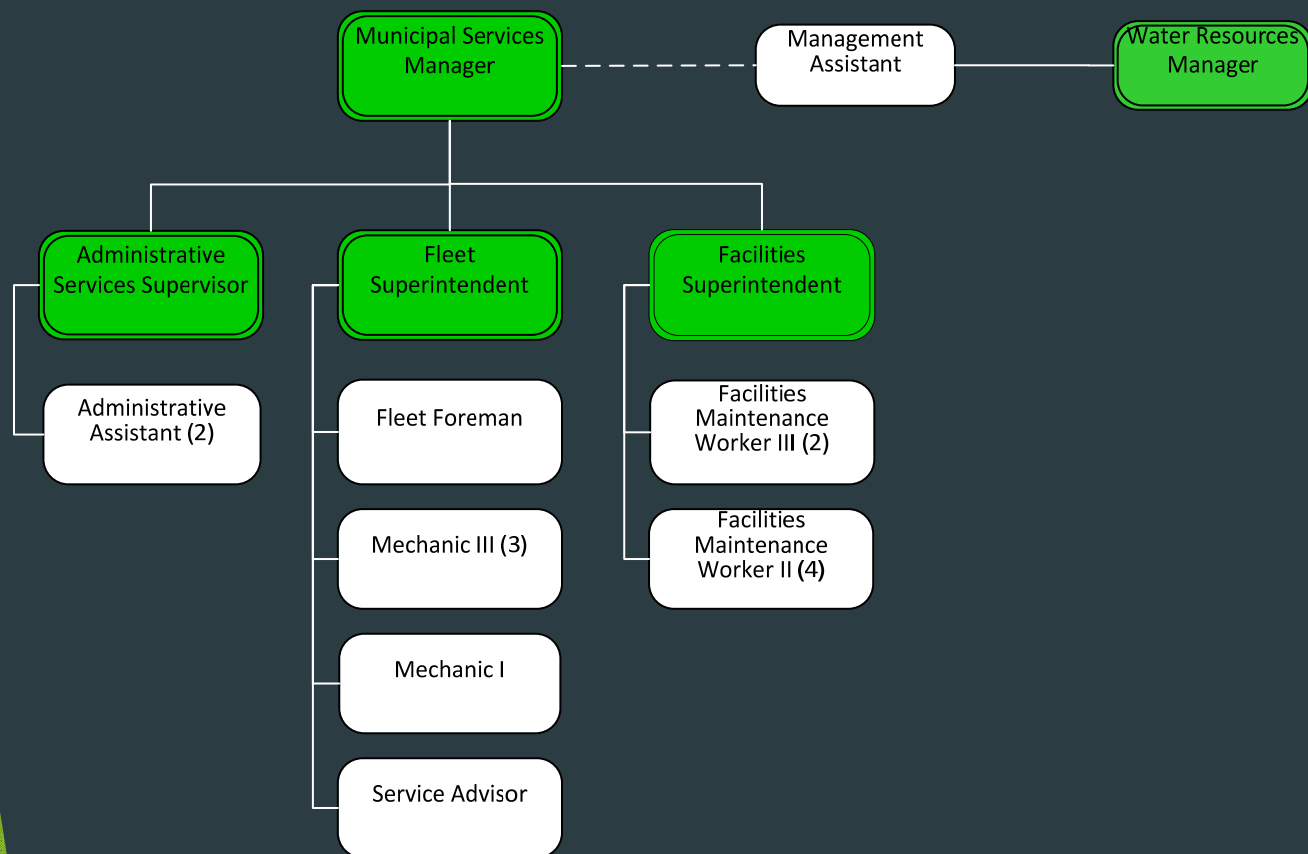 Municipal Services
Manager
Management
Assistant
Water Resources
Manager
Administrative
Services Supervisor
Fleet
Superintendent
Facilities
Superintendent
Administrative
Assistant (2)
Fleet Foreman
Facilities
Maintenance
Worker III (2)
Mechanic III (3)
Facilities
Maintenance
Worker II (4)
Mechanic I
Service Advisor